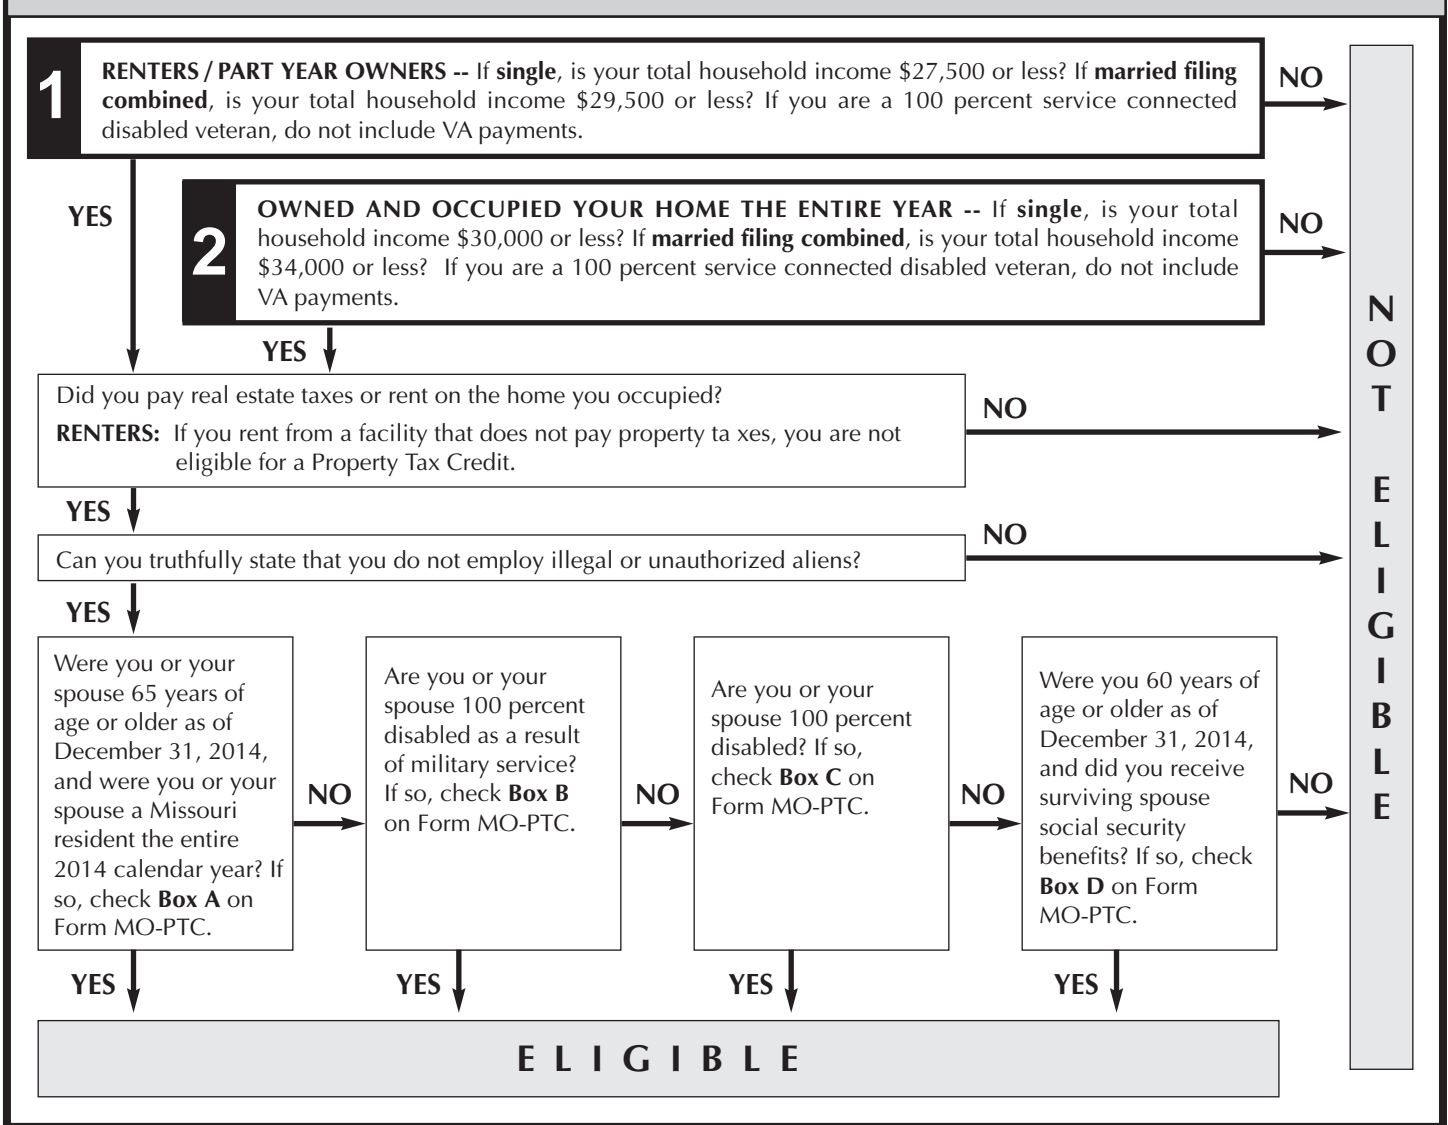 1
RENTERS / PART YEAR OWNERS -- If single, is your total household income $27,500 or less? If married filing
combined, is your total household income $29,500 or less? If you are a 100 percent service connected
disabled veteran, do not include VA payments.
NO
YES
2
OWNED AND OCCUPIED YOUR HOME THE ENTIRE YEAR -- If single, is your total
household income $30,000 or less? If married filing combined, is your total household income
$34,000 or less? If you are a 100 percent service connected disabled veteran, do not include
VA payments.
NO
YES
Did you pay real estate taxes or rent on the home you occupied?
RENTERS: If you rent from a facility that does not pay property ta xes, you are not
eligible for a Property Tax Credit.
NO
YES
Can you truthfully state that you do not employ illegal or unauthorized aliens?
NO
YES
Were you or your
spouse 65 years of
age or older as of
December 31, 2014,
and were you or your
spouse a Missouri
resident the entire
2014 calendar year? If
so, check Box A on
Form MO-PTC.
NO
Are you or your
spouse 100 percent
disabled as a result
of military service?
If so, check Box B
on Form MO-PTC.
NO
Are you or your
spouse 100 percent
disabled? If so,
check Box C on
Form MO-PTC.
NO
Were you 60 years of
age or older as of
December 31, 2014,
and did you receive
surviving spouse
social security
benefits? If so, check
Box D on Form
MO-PTC.
NO
YES
YES
YES
YES
E L I G I B L E
N
O
T
E
L
I
G
I
B
L
E